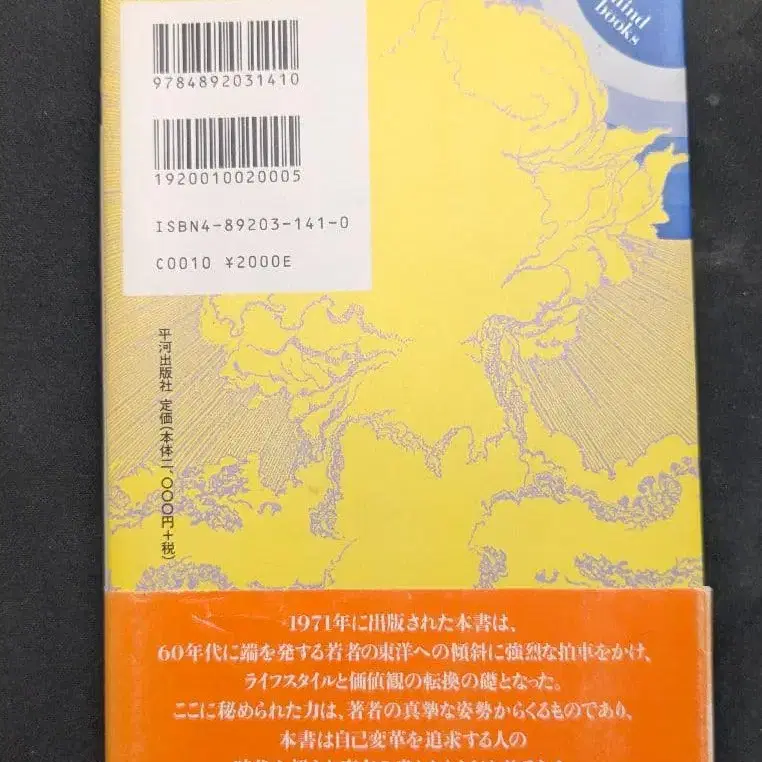 mind
books
9784892031410
1920010020005
ISBN4-89203-141-0
C0010 ¥2000E
平河出版社 定価(本体二、〇〇〇円+税)
1971年に出版された本書は、
60年代に端を発する若者の東洋への傾斜に強烈な拍車をかけ、
ライフスタイルと価値観の転換の礎となった。
ここに秘められた力は、著者の真摯な姿勢からくるものであり、
本書は自己変革を追求する人の